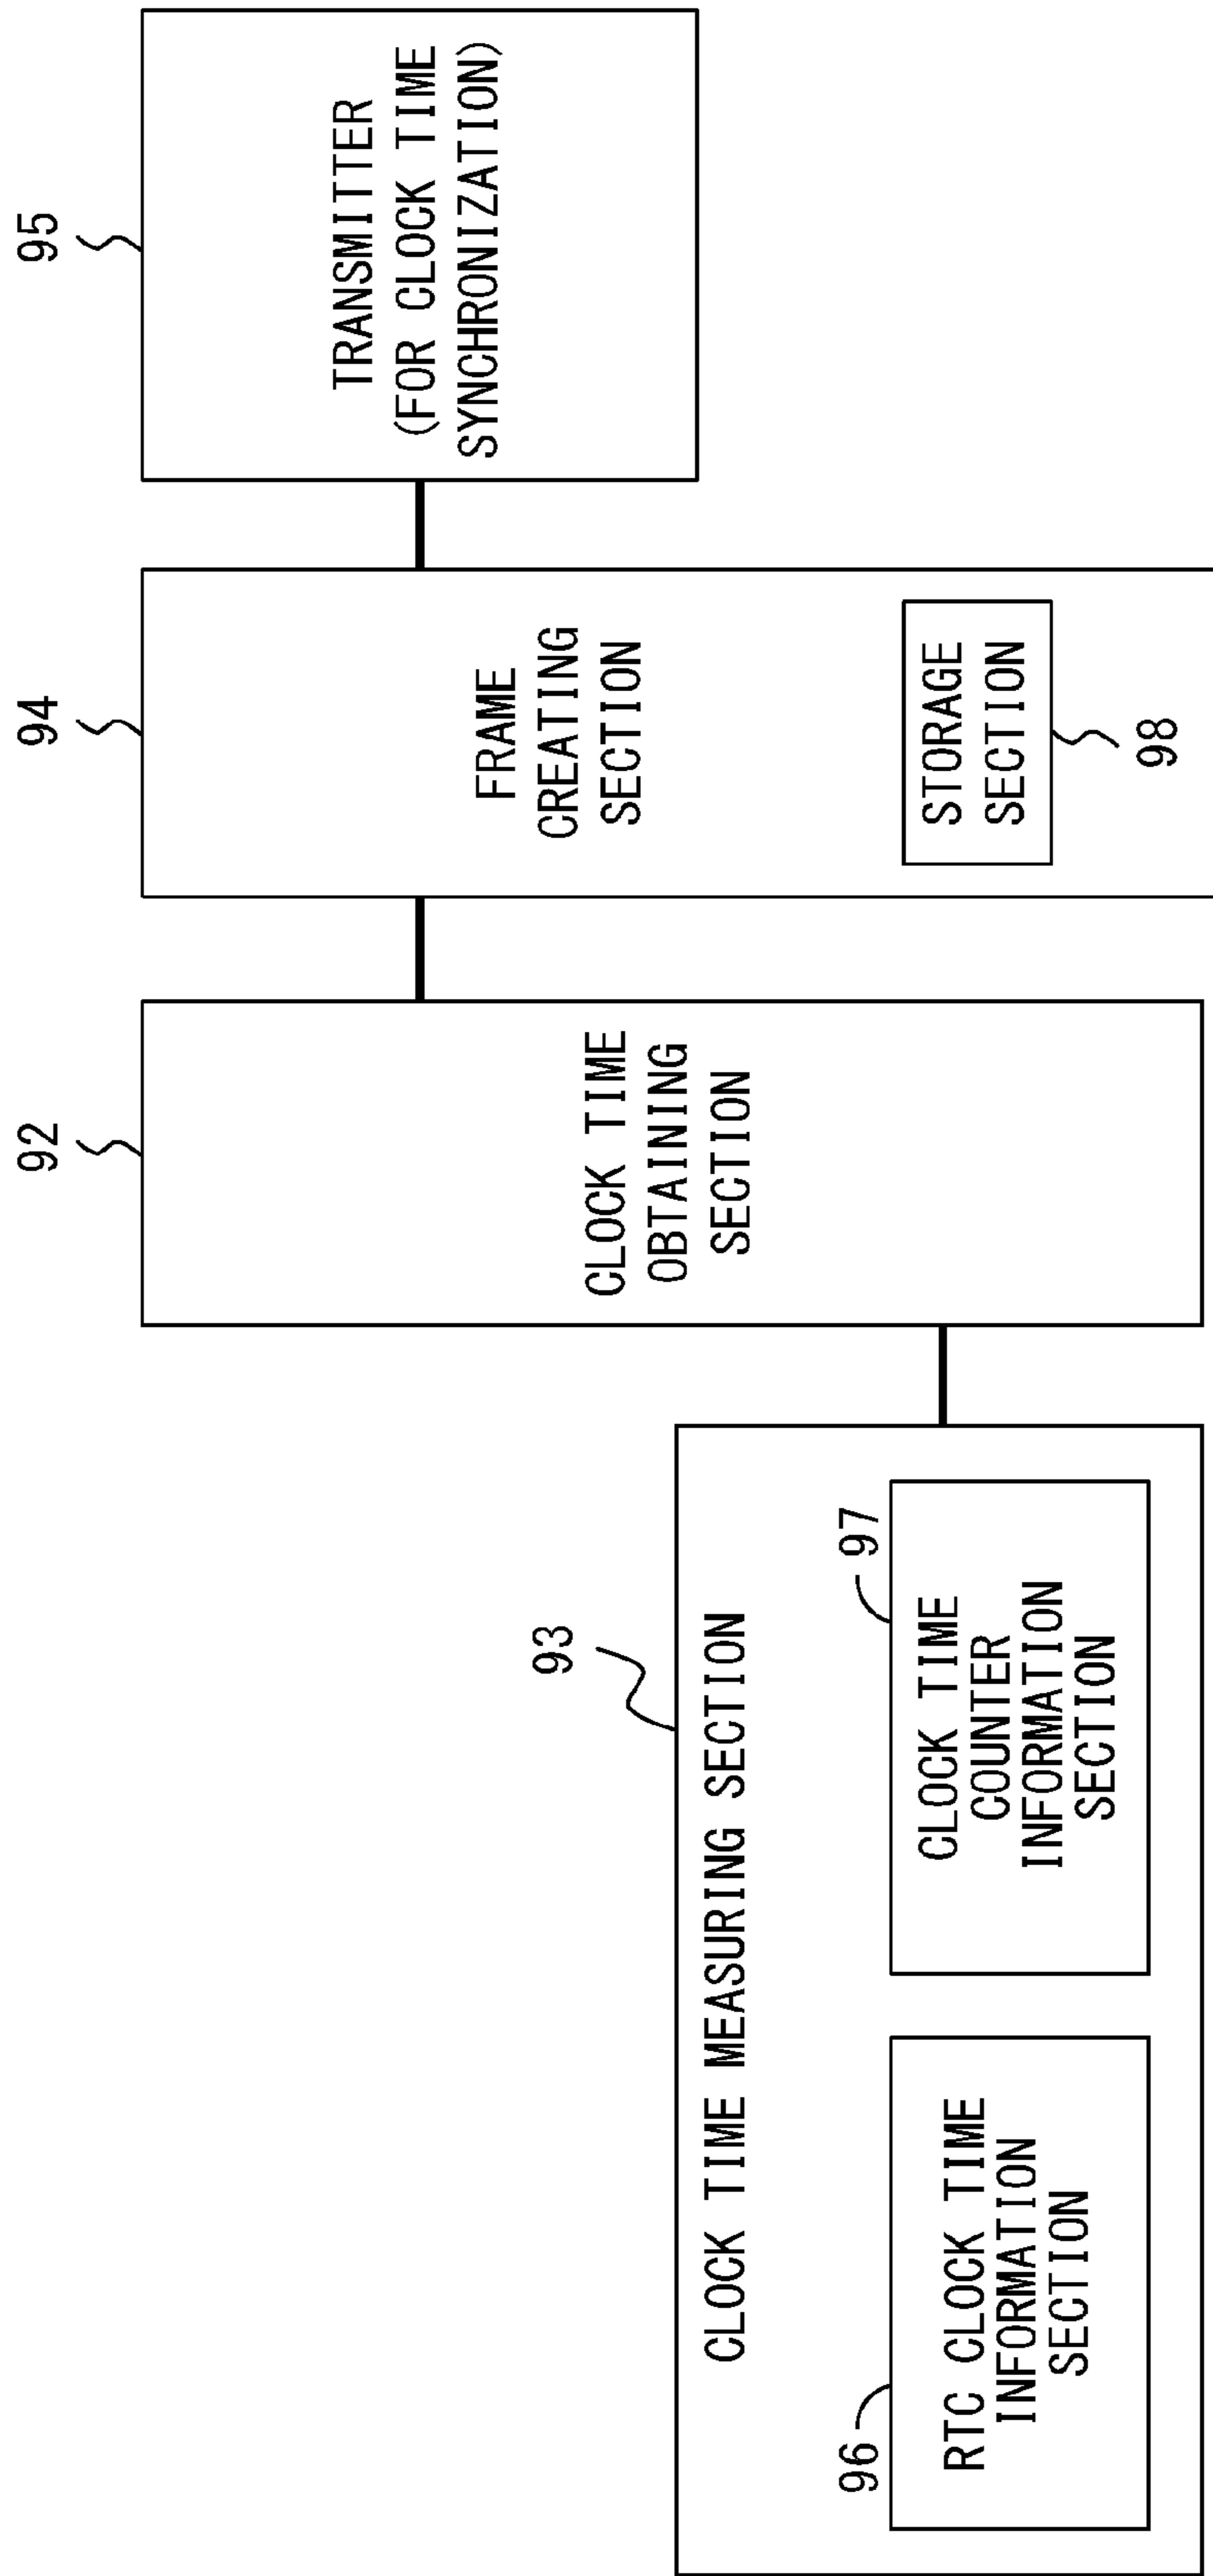 93
CLOCK TIME MEASURING SECTION
96
RTC CLOCK TIME
INFORMATION
SECTION
97
CLOCK TIME
COUNTER
INFORMATION
SECTION
92
CLOCK TIME
OBTAINING
SECTION
94
FRAME
CREATING
SECTION
STORAGE
SECTION
98
95
TRANSMITTER
(FOR CLOCK TIME
SYNCHRONIZATION)